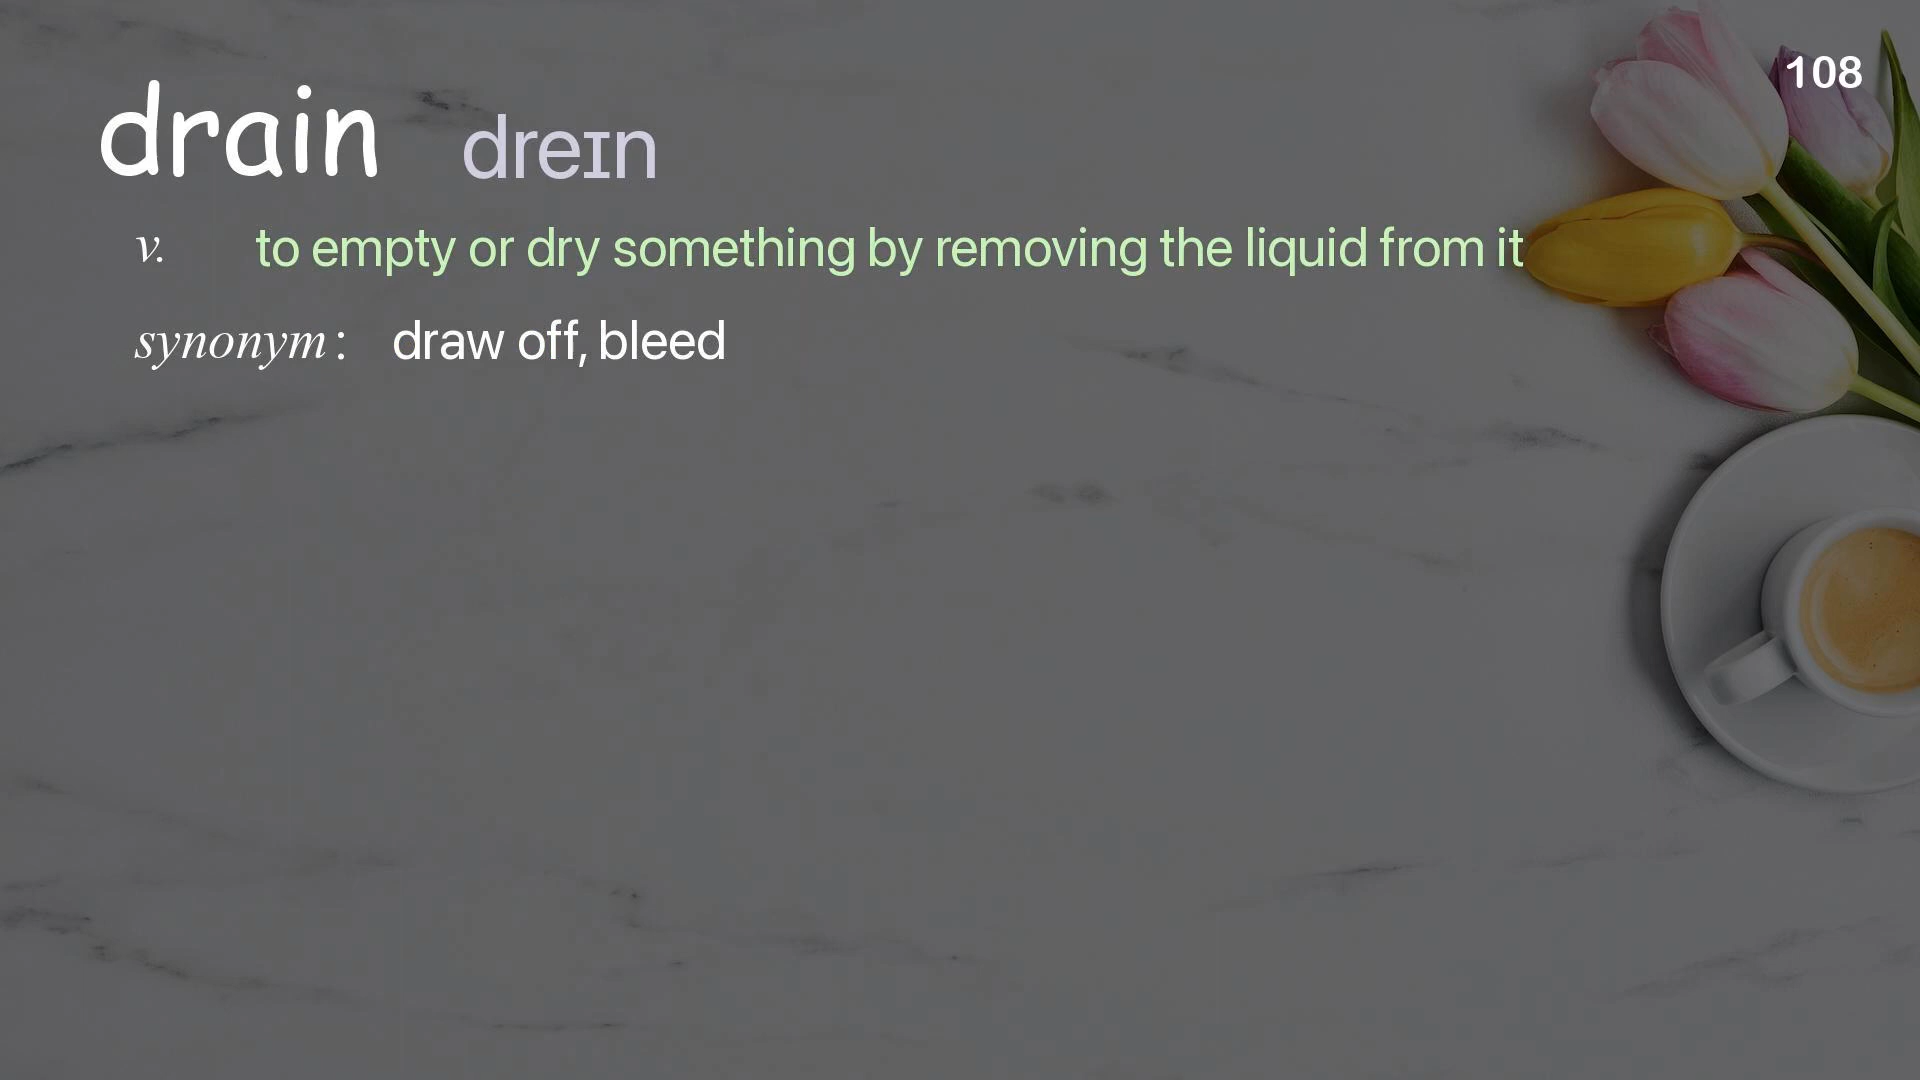 108
drain dreɪn
v. to empty or dry something by removing the liquid from it
synonym: draw off, bleed